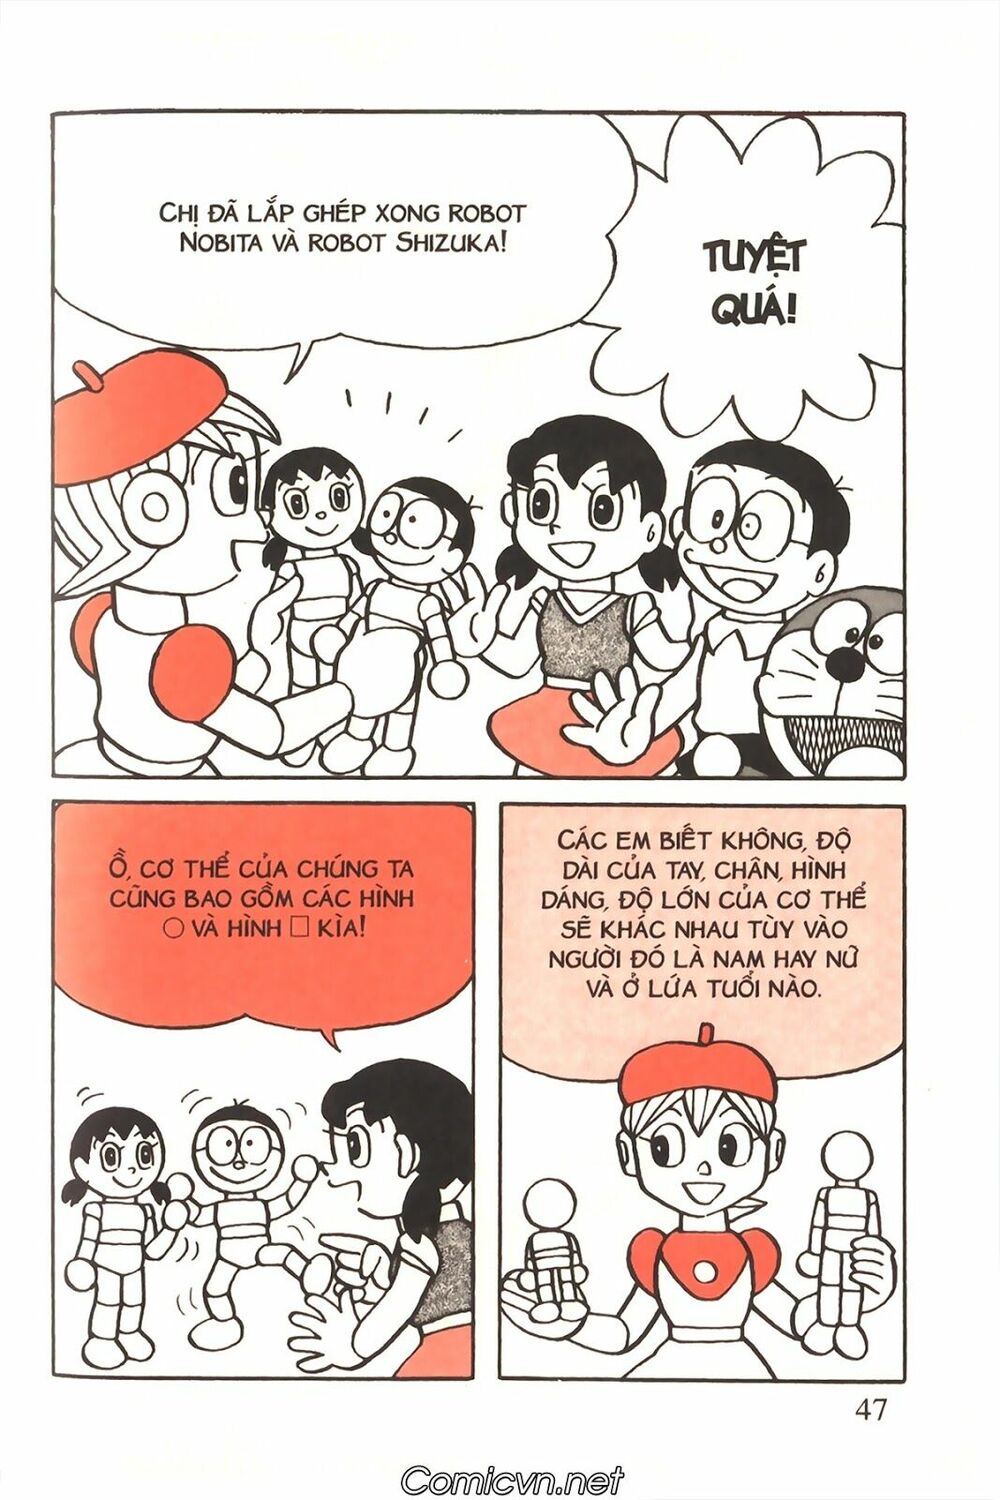 CHỊ ĐÃ LẮP GHÉP XONG ROBOT
NOBITA VÀ ROBOT SHIZUKA!
TUYỆT
QUÁ!
Ồ, CƠ THỂ CỦA CHÚNG TA
CŨNG BAO GỒM CÁC HÌNH
○ VÀ HÌNH □ KÌA!
CÁC EM BIẾT KHÔNG, ĐỘ
DÀI CỦA TAY, CHÂN, HÌNH
DÁNG, ĐỘ LỚN CỦA CƠ THỂ
SẼ KHÁC NHAU TÙY VÀO
NGƯỜI ĐÓ LÀ NAM HAY NỮ
VÀ Ở LỨA TUỔI NÀO.
47
Comicvn.net